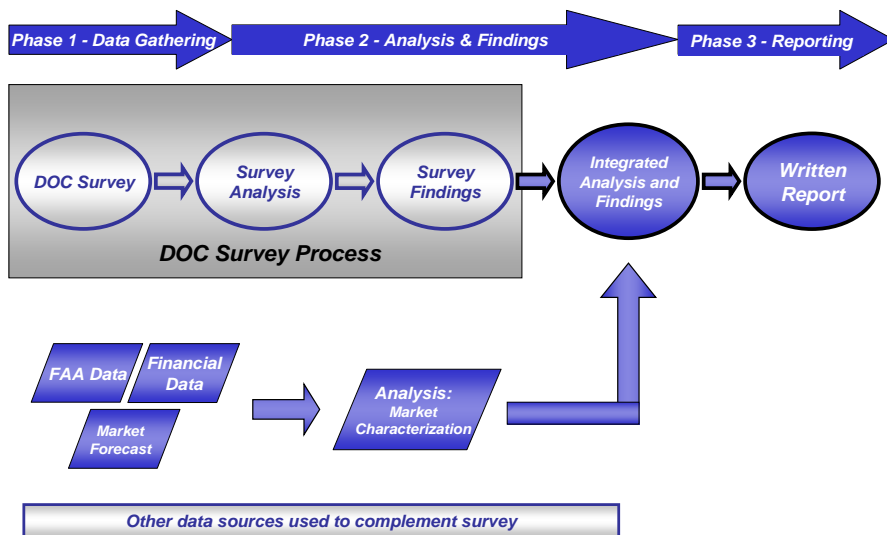 Phase 1 - Data Gathering
Phase 2 - Analysis & Findings
Phase 3 - Reporting
DOC Survey
Survey
Analysis
Survey
Findings
Integrated
Analysis and
Findings
Written
Report
DOC Survey Process
FAA Data
Financial
Data
Market
Forecast
Analysis:
Market
Characterization
Other data sources used to complement survey